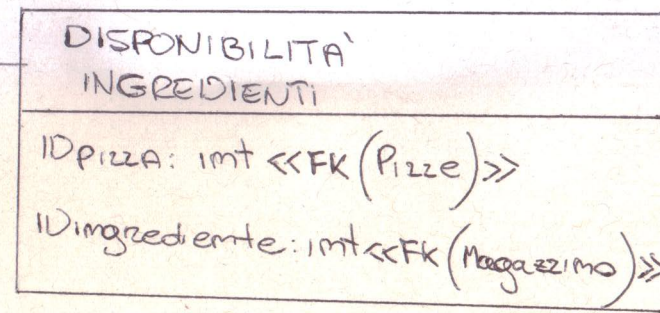 DISPONIBILITA'
INGREDIENTI
IDPIZZA: int <<FK(Pizze)>>
IDingrediente: int<<FK(Magazzino)>>